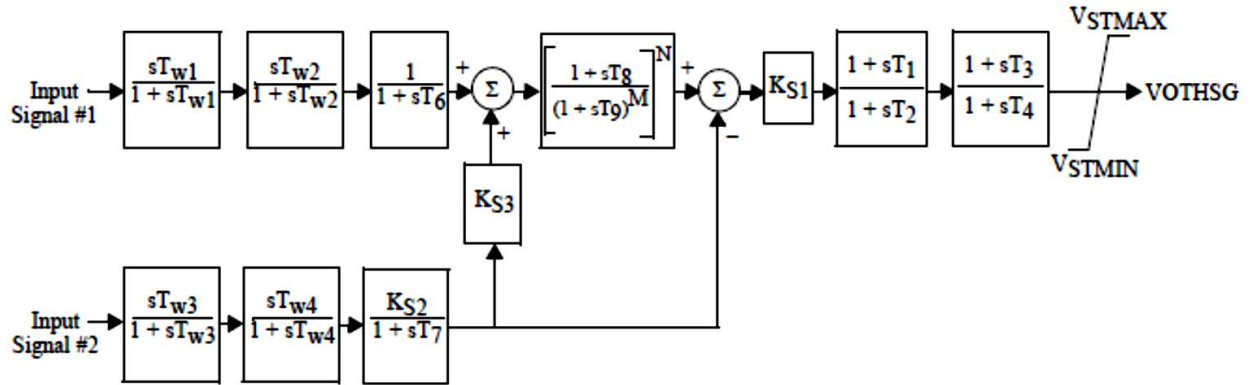 Input
Signal #1
sTw1
1 + sTw1
sTw2
1 + sTw2
1
1 + sT6
+
Σ
+
[1 + sT8
(1 + sT9)M]N
+
Σ
−
KS1
1 + sT1
1 + sT2
1 + sT3
1 + sT4
VSTMAX
VOTHSG
VSTMIN
KS3
Input
Signal #2
sTw3
1 + sTw3
sTw4
1 + sTw4
KS2
1 + sT7